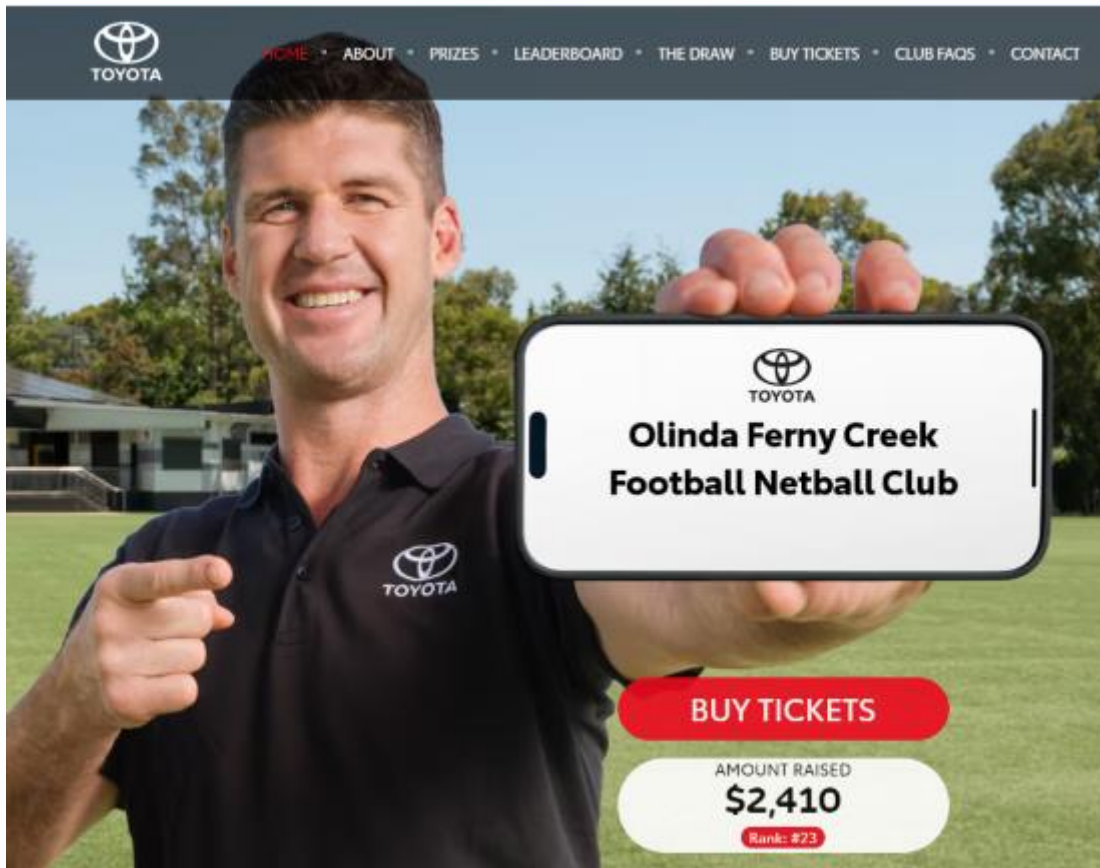 TOYOTA
HOME • ABOUT • PRIZES • LEADERBOARD • THE DRAW • BUY TICKETS • CLUB FAQS • CONTACT
TOYOTA
Olinda Ferny Creek
Football Netball Club
TOYOTA
BUY TICKETS
AMOUNT RAISED
$2,410
Rank: #23